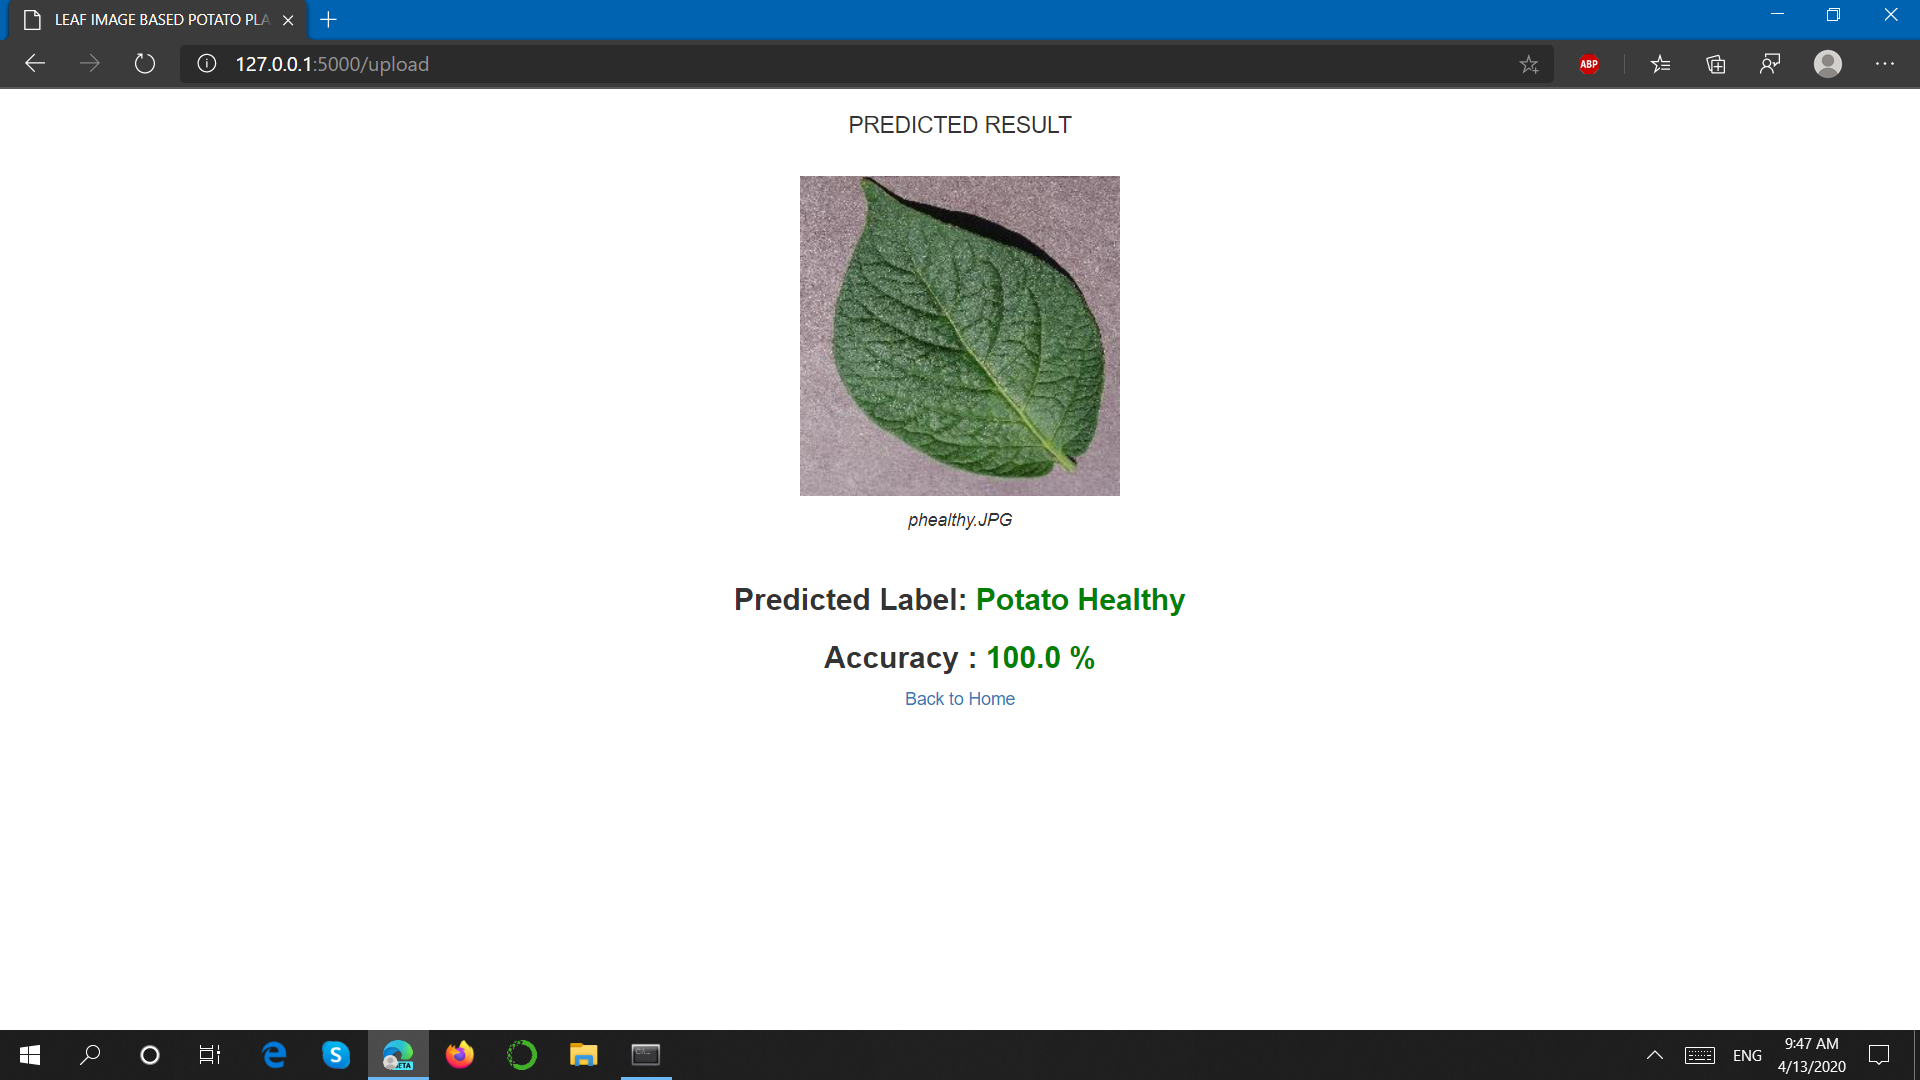 LEAF IMAGE BASED POTATO PLA
127.0.0.1:5000/upload
ABP
PREDICTED RESULT
phealthy.JPG
Predicted Label: Potato Healthy
Accuracy : 100.0 %
Back to Home
S
BETA
ENG
9:47 AM
4/13/2020